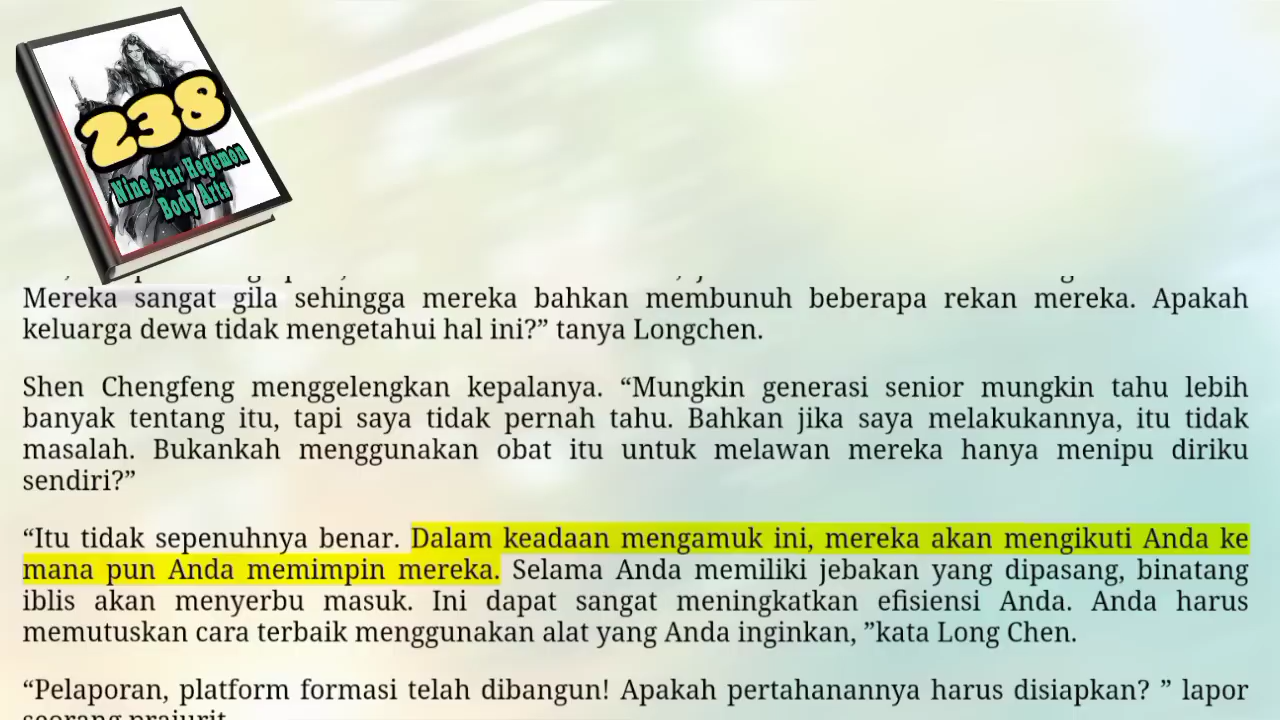 238
Nine Star Hegemon
Body Arts
Mereka sangat gila sehingga mereka bahkan membunuh beberapa rekan mereka. Apakah
keluarga dewa tidak mengetahui hal ini?” tanya Longchen.
Shen Chengfeng menggelengkan kepalanya. “Mungkin generasi senior mungkin tahu lebih
banyak tentang itu, tapi saya tidak pernah tahu. Bahkan jika saya melakukannya, itu tidak
masalah. Bukankah menggunakan obat itu untuk melawan mereka hanya menipu diriku
sendiri?”
“Itu tidak sepenuhnya benar. Dalam keadaan mengamuk ini, mereka akan mengikuti Anda ke
mana pun Anda memimpin mereka. Selama Anda memiliki jebakan yang dipasang, binatang
iblis akan menyerbu masuk. Ini dapat sangat meningkatkan efisiensi Anda. Anda harus
memutuskan cara terbaik menggunakan alat yang Anda inginkan, ”kata Long Chen.
“Pelaporan, platform formasi telah dibangun! Apakah pertahanannya harus disiapkan? ” lapor
seorang prajurit